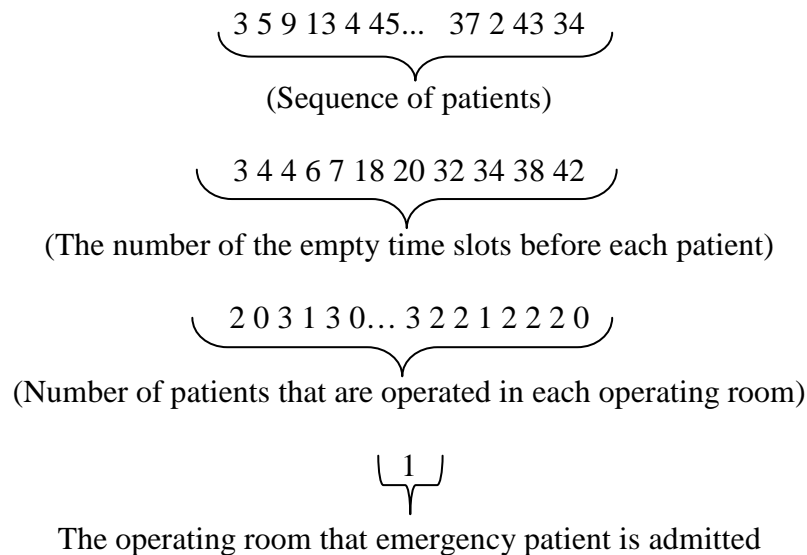 3 5 9 13 4 45... 37 2 43 34
(Sequence of patients)
3 4 4 6 7 18 20 32 34 38 42
(The number of the empty time slots before each patient)
2 0 3 1 3 0… 3 2 2 1 2 2 2 0
(Number of patients that are operated in each operating room)
1
The operating room that emergency patient is admitted